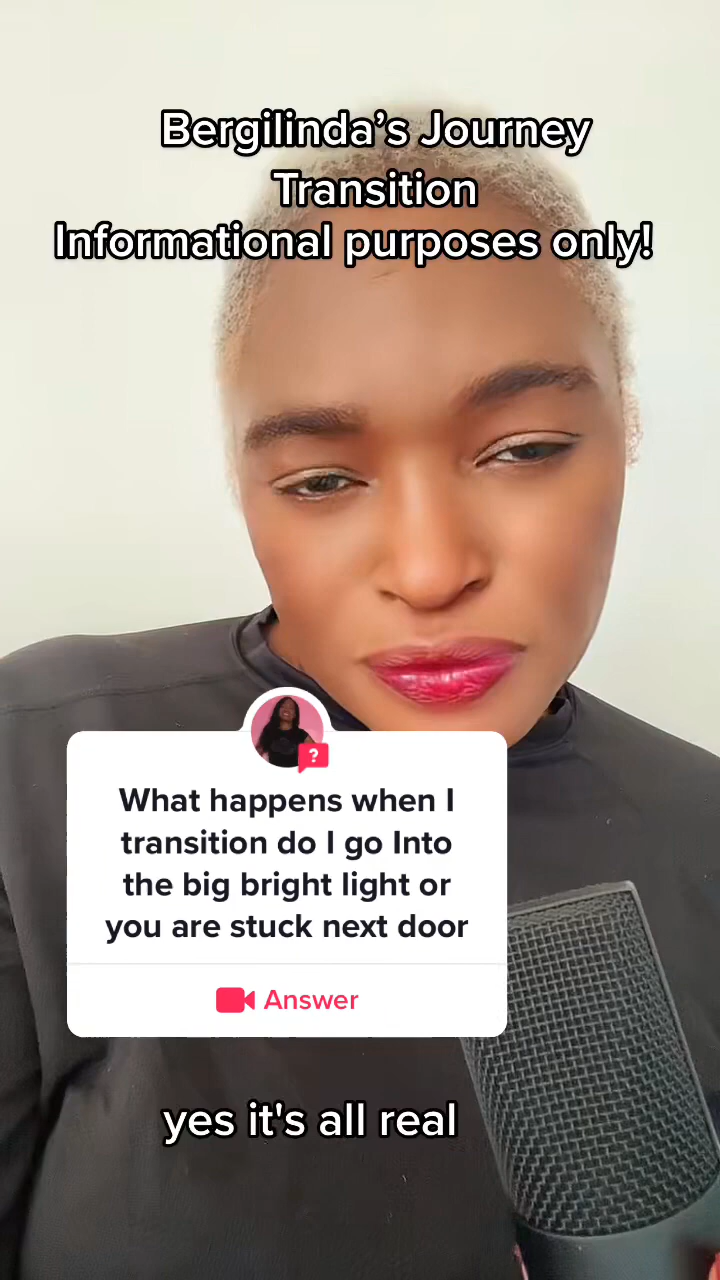 Bergilinda’s Journey
Transition
Informational purposes only!
?
What happens when I
transition do I go Into
the big bright light or
you are stuck next door
Answer
yes it's all real